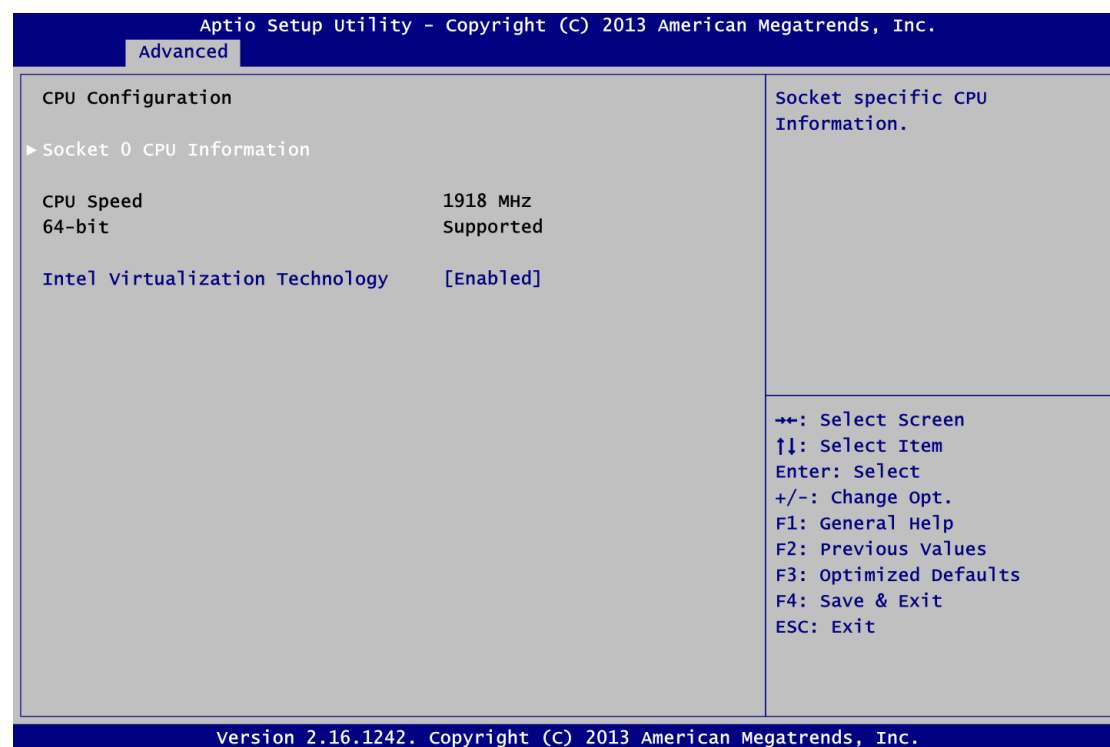 Aptio Setup Utility – Copyright (C) 2013 American Megatrends, Inc.
Advanced
CPU Configuration
►Socket 0 CPU Information
CPU Speed 1918 MHz
64-bit Supported
Intel Virtualization Technology [Enabled]
Socket specific CPU
Information.
→←: Select Screen
↑↓: Select Item
Enter: Select
+/-: Change Opt.
F1: General Help
F2: Previous Values
F3: Optimized Defaults
F4: Save & Exit
ESC: Exit
Version 2.16.1242. Copyright (C) 2013 American Megatrends, Inc.